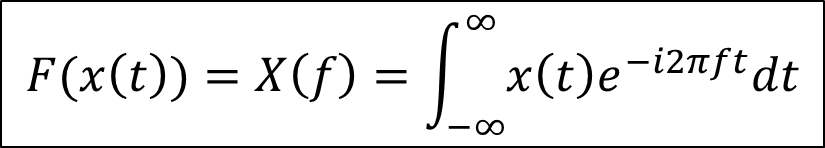 F(x(t)) = X(f) = ∫_{-∞}^{∞} x(t)e^{-i2πft}dt